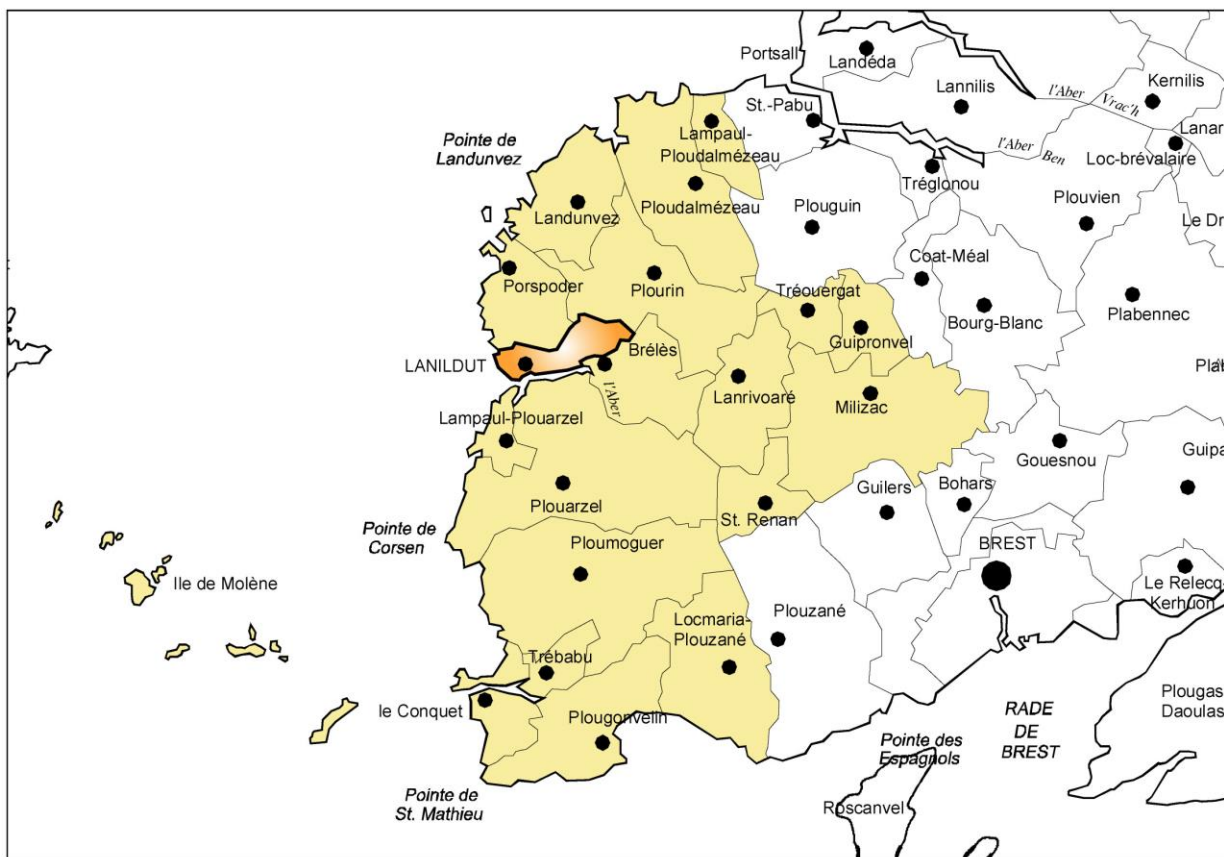 Portsall
Landéda
Kernilis
Lannilis
l'Aber Vrac'h
St.-Pabu
Lanar
Pointe de
Landunvez
Lampaul-
Ploudalmézeau
l'Aber Ben
Loc-brévalaire
Tréglonou
Ploudalmézeau
Landunvez
Plouguin
Plouvien
Le Dr
Coat-Méal
Porspoder
Plourin
Tréouergat
Bourg-Blanc
Plabennec
Guipronvel
Brélès
LANILDUT
l'Aber
Lanrivoaré
Milizac
Plab
Lampaul-Plouarzel
Gouesnou
Guipa
Guilers
Bohars
Plouarzel
St. Renan
Pointe de
Corsen
Ploumoguer
BREST
Ile de Molène
Le Relecq-
Kerhuon
Locmaria-
Plouzané
Plouzané
Trébabu
le Conquet
Plougonvelin
Plougas
Daoulas
RADE
DE
BREST
Pointe des
Espagnols
Pointe de
St. Mathieu
Roscanvel